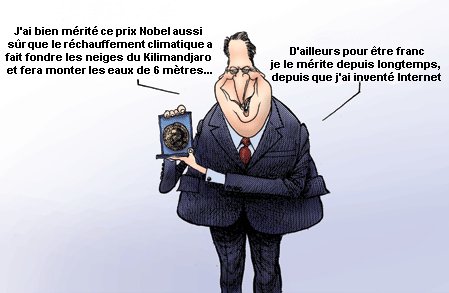 J'ai bien mérité ce prix Nobel aussi
sûr que le réchauffement climatique a
fait fondre les neiges du Kilimandjaro
et fera monter les eaux de 6 mètres...
D'ailleurs pour être franc
je le mérite depuis longtemps,
depuis que j'ai inventé Internet